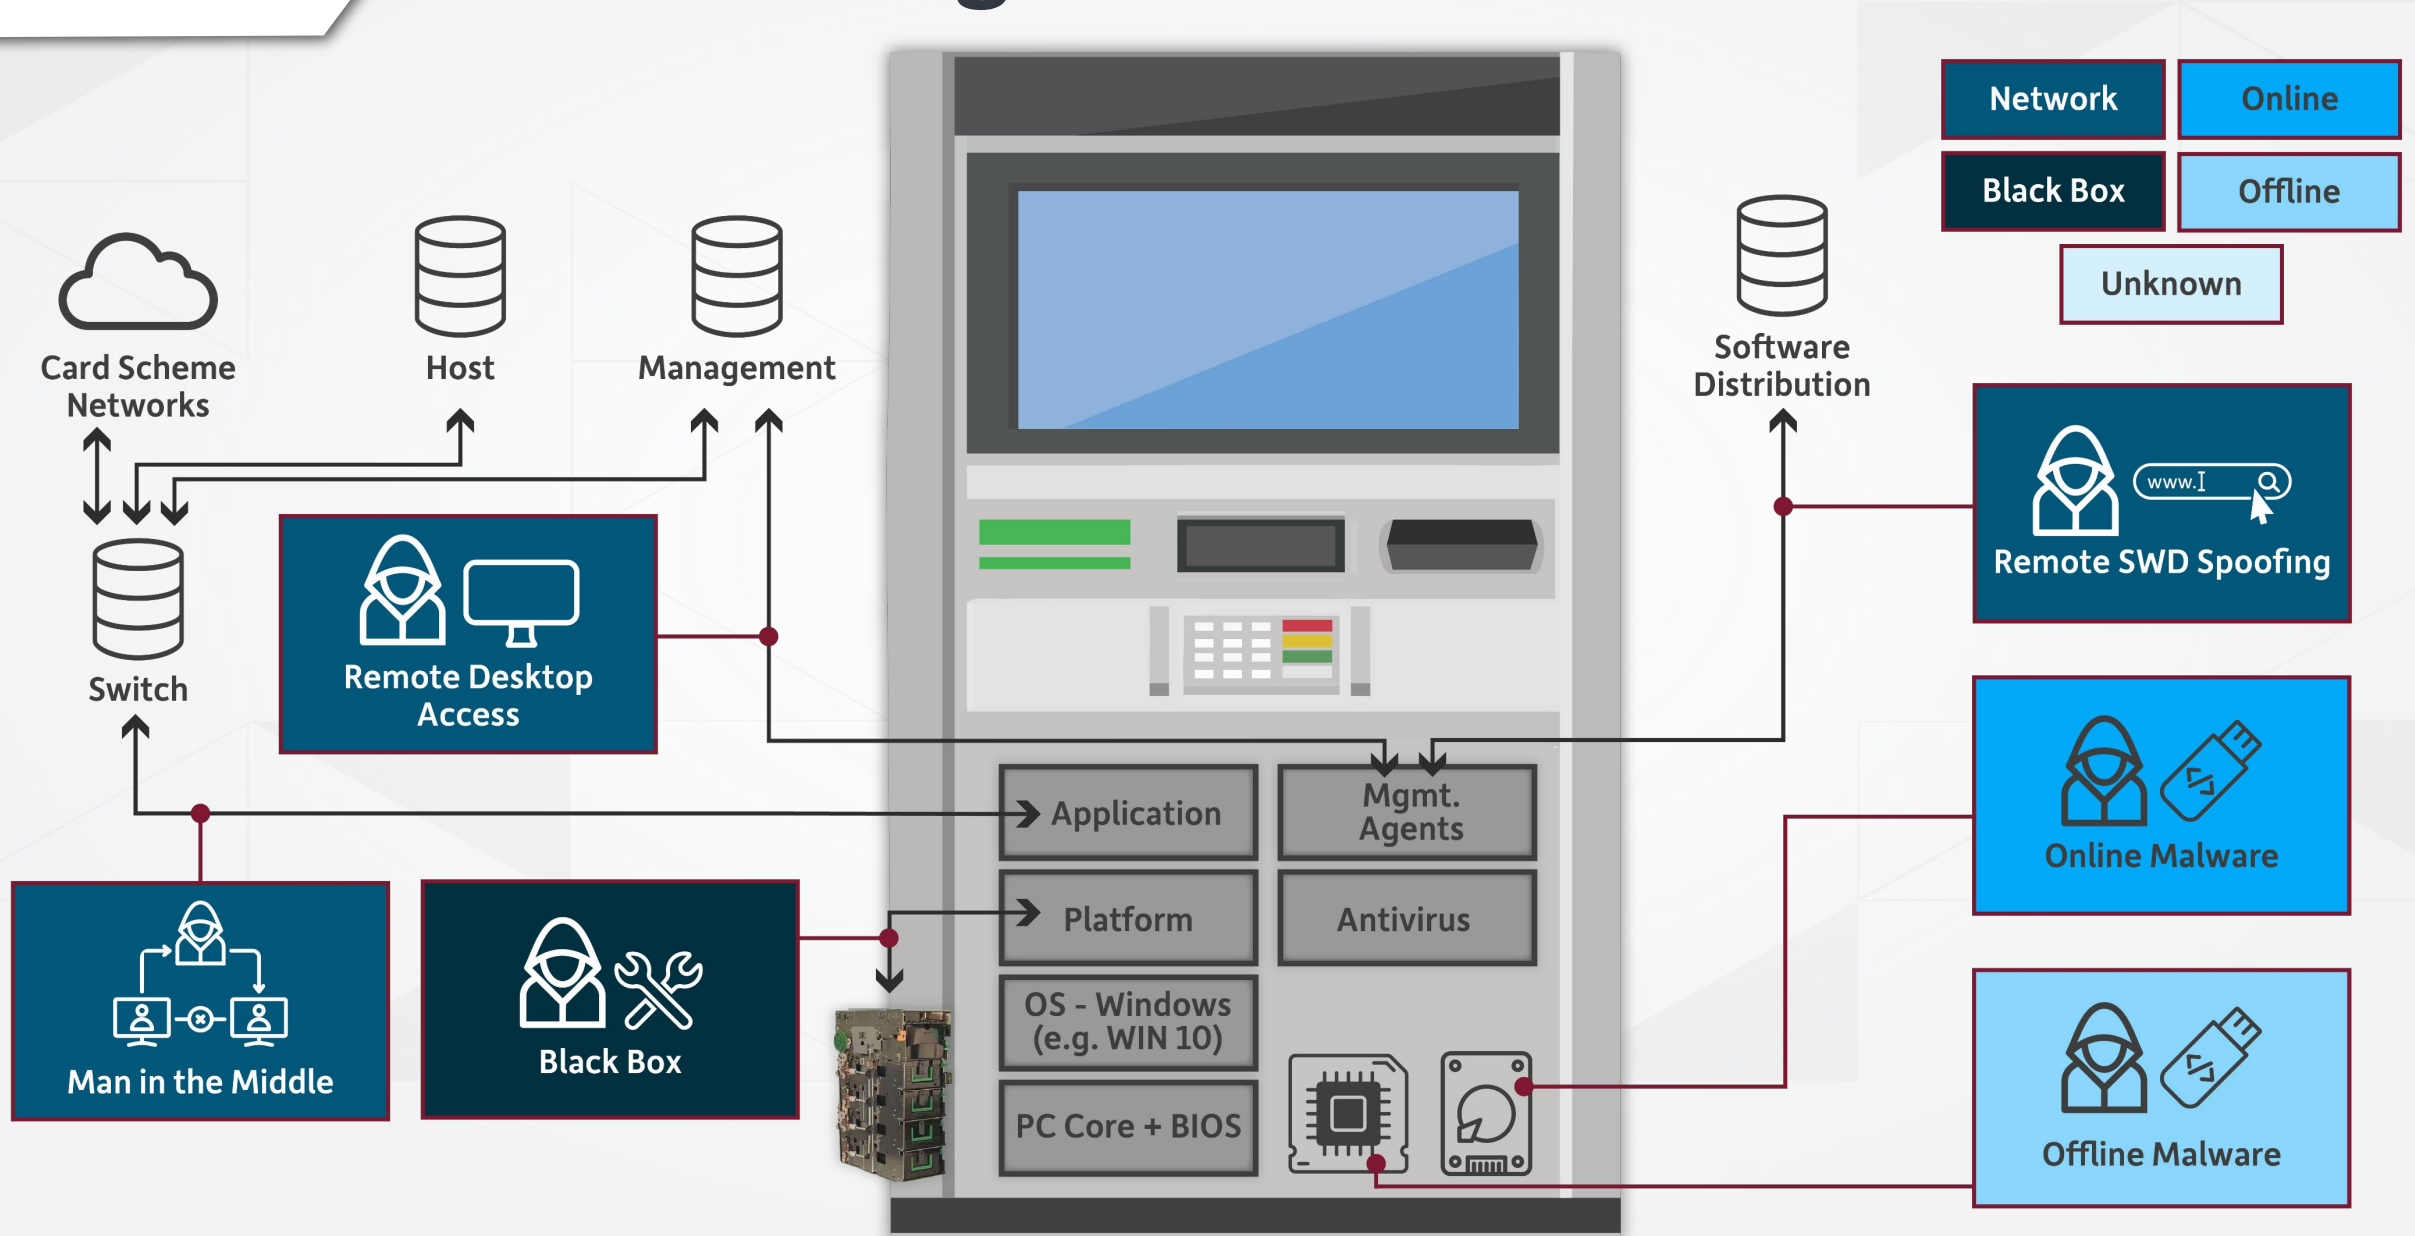 Network
Online
Black Box
Offline
Unknown
Card Scheme
Networks
Host
Management
Software
Distribution
www.
Remote SWD Spoofing
Switch
Remote Desktop
Access
Application
Mgmt.
Agents
Online Malware
Platform
Antivirus
OS - Windows
(e.g. WIN 10)
Man in the Middle
Black Box
PC Core + BIOS
Offline Malware